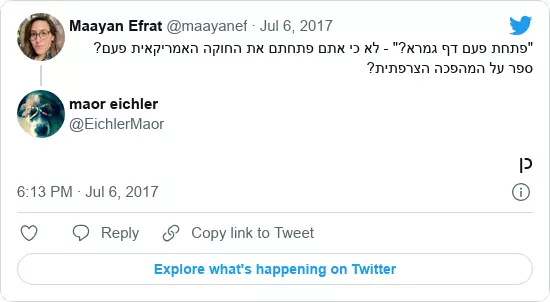 Maayan Efrat @maayanef · Jul 6, 2017
"פתחת פעם דף גמרא?" - לא כי אתם פתחתם את החוקה האמריקאית פעם?
ספר על המהפכה הצרפתית?
maor eichler
@EichlerMaor
כן
6:13 PM · Jul 6, 2017
Reply
Copy link to Tweet
Explore what's happening on Twitter